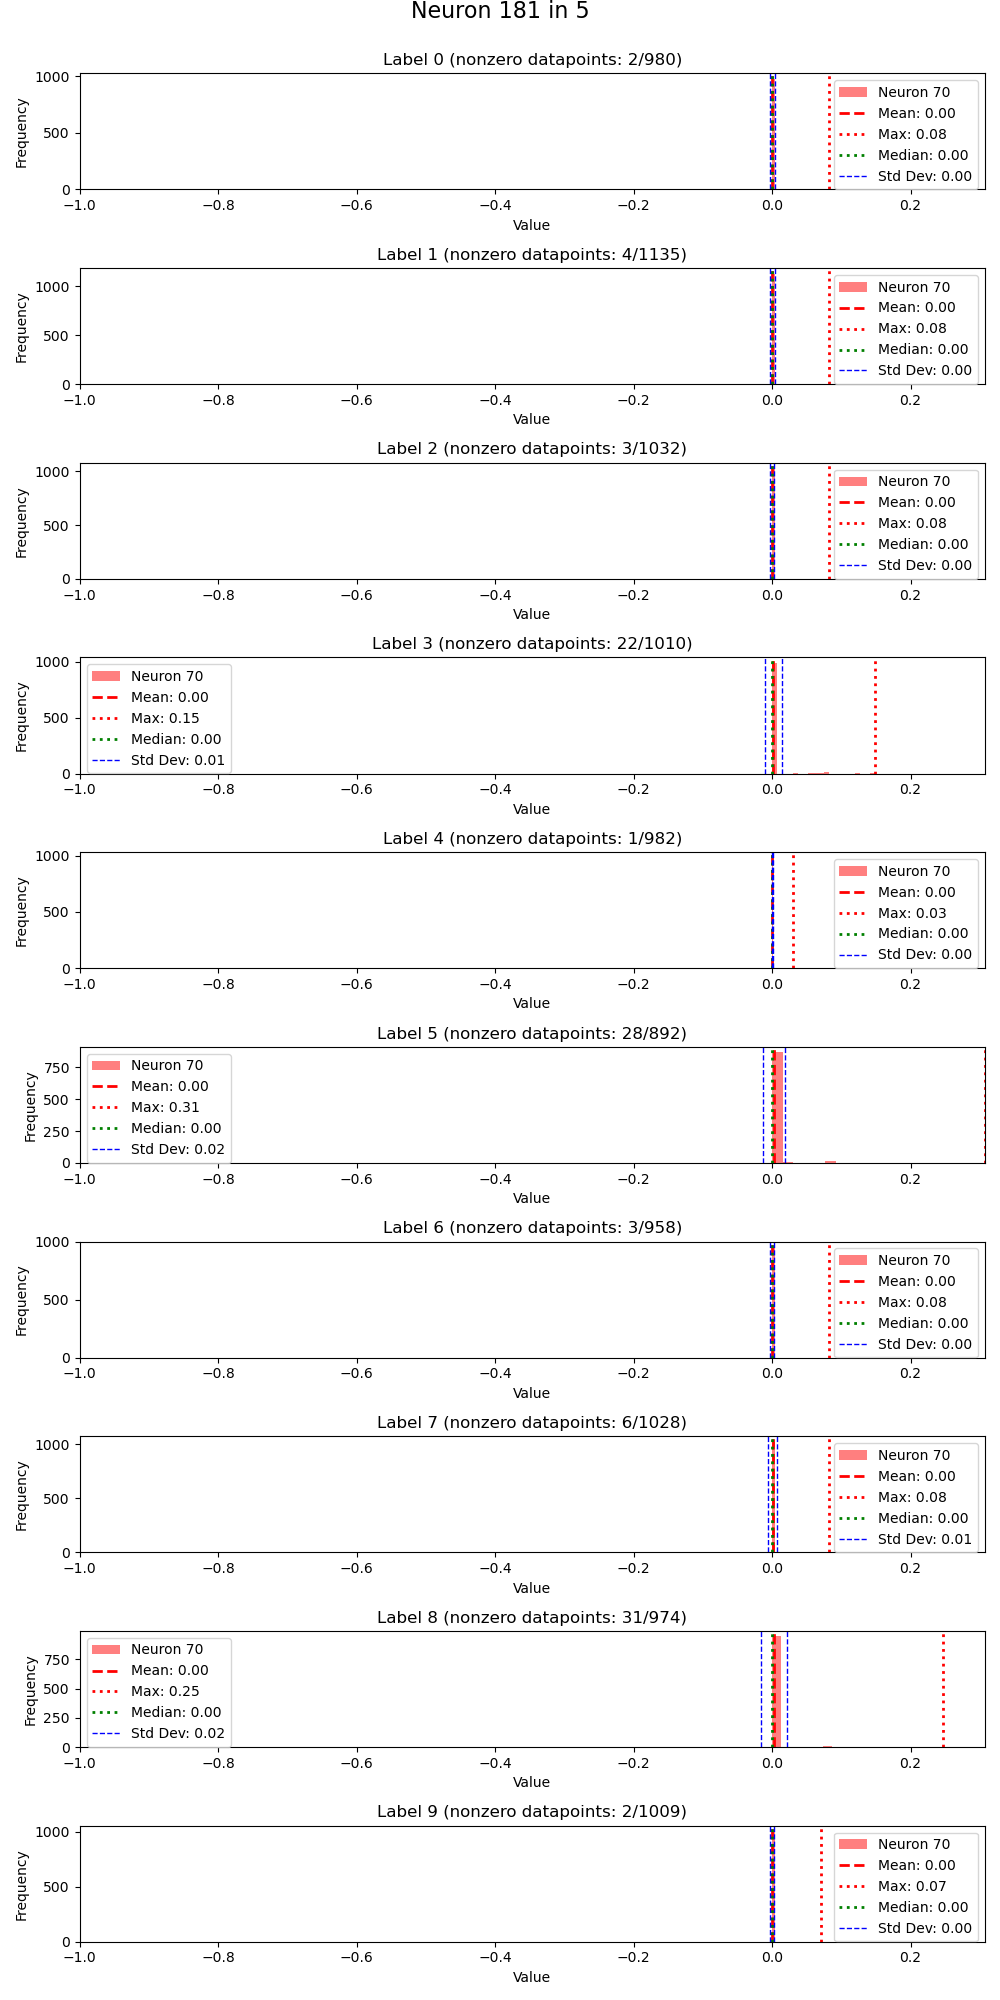 Neuron 181 in 5
Label 0 (nonzero datapoints: 2/980)
1000
500
0
Frequency
−1.0 −0.8 −0.6 −0.4 −0.2 0.0 0.2
Value
Neuron 70
Mean: 0.00
Max: 0.08
Median: 0.00
Std Dev: 0.00
Label 1 (nonzero datapoints: 4/1135)
1000
500
0
Frequency
−1.0 −0.8 −0.6 −0.4 −0.2 0.0 0.2
Value
Neuron 70
Mean: 0.00
Max: 0.08
Median: 0.00
Std Dev: 0.00
Label 2 (nonzero datapoints: 3/1032)
1000
500
0
Frequency
−1.0 −0.8 −0.6 −0.4 −0.2 0.0 0.2
Value
Neuron 70
Mean: 0.00
Max: 0.08
Median: 0.00
Std Dev: 0.00
Label 3 (nonzero datapoints: 22/1010)
1000
500
0
Frequency
−1.0 −0.8 −0.6 −0.4 −0.2 0.0 0.2
Value
Neuron 70
Mean: 0.00
Max: 0.15
Median: 0.00
Std Dev: 0.01
Label 4 (nonzero datapoints: 1/982)
1000
500
0
Frequency
−1.0 −0.8 −0.6 −0.4 −0.2 0.0 0.2
Value
Neuron 70
Mean: 0.00
Max: 0.03
Median: 0.00
Std Dev: 0.00
Label 5 (nonzero datapoints: 28/892)
750
500
250
0
Frequency
−1.0 −0.8 −0.6 −0.4 −0.2 0.0 0.2
Value
Neuron 70
Mean: 0.00
Max: 0.31
Median: 0.00
Std Dev: 0.02
Label 6 (nonzero datapoints: 3/958)
1000
500
0
Frequency
−1.0 −0.8 −0.6 −0.4 −0.2 0.0 0.2
Value
Neuron 70
Mean: 0.00
Max: 0.08
Median: 0.00
Std Dev: 0.00
Label 7 (nonzero datapoints: 6/1028)
1000
500
0
Frequency
−1.0 −0.8 −0.6 −0.4 −0.2 0.0 0.2
Value
Neuron 70
Mean: 0.00
Max: 0.08
Median: 0.00
Std Dev: 0.01
Label 8 (nonzero datapoints: 31/974)
750
500
250
0
Frequency
−1.0 −0.8 −0.6 −0.4 −0.2 0.0 0.2
Value
Neuron 70
Mean: 0.00
Max: 0.25
Median: 0.00
Std Dev: 0.02
Label 9 (nonzero datapoints: 2/1009)
1000
500
0
Frequency
−1.0 −0.8 −0.6 −0.4 −0.2 0.0 0.2
Value
Neuron 70
Mean: 0.00
Max: 0.07
Median: 0.00
Std Dev: 0.00